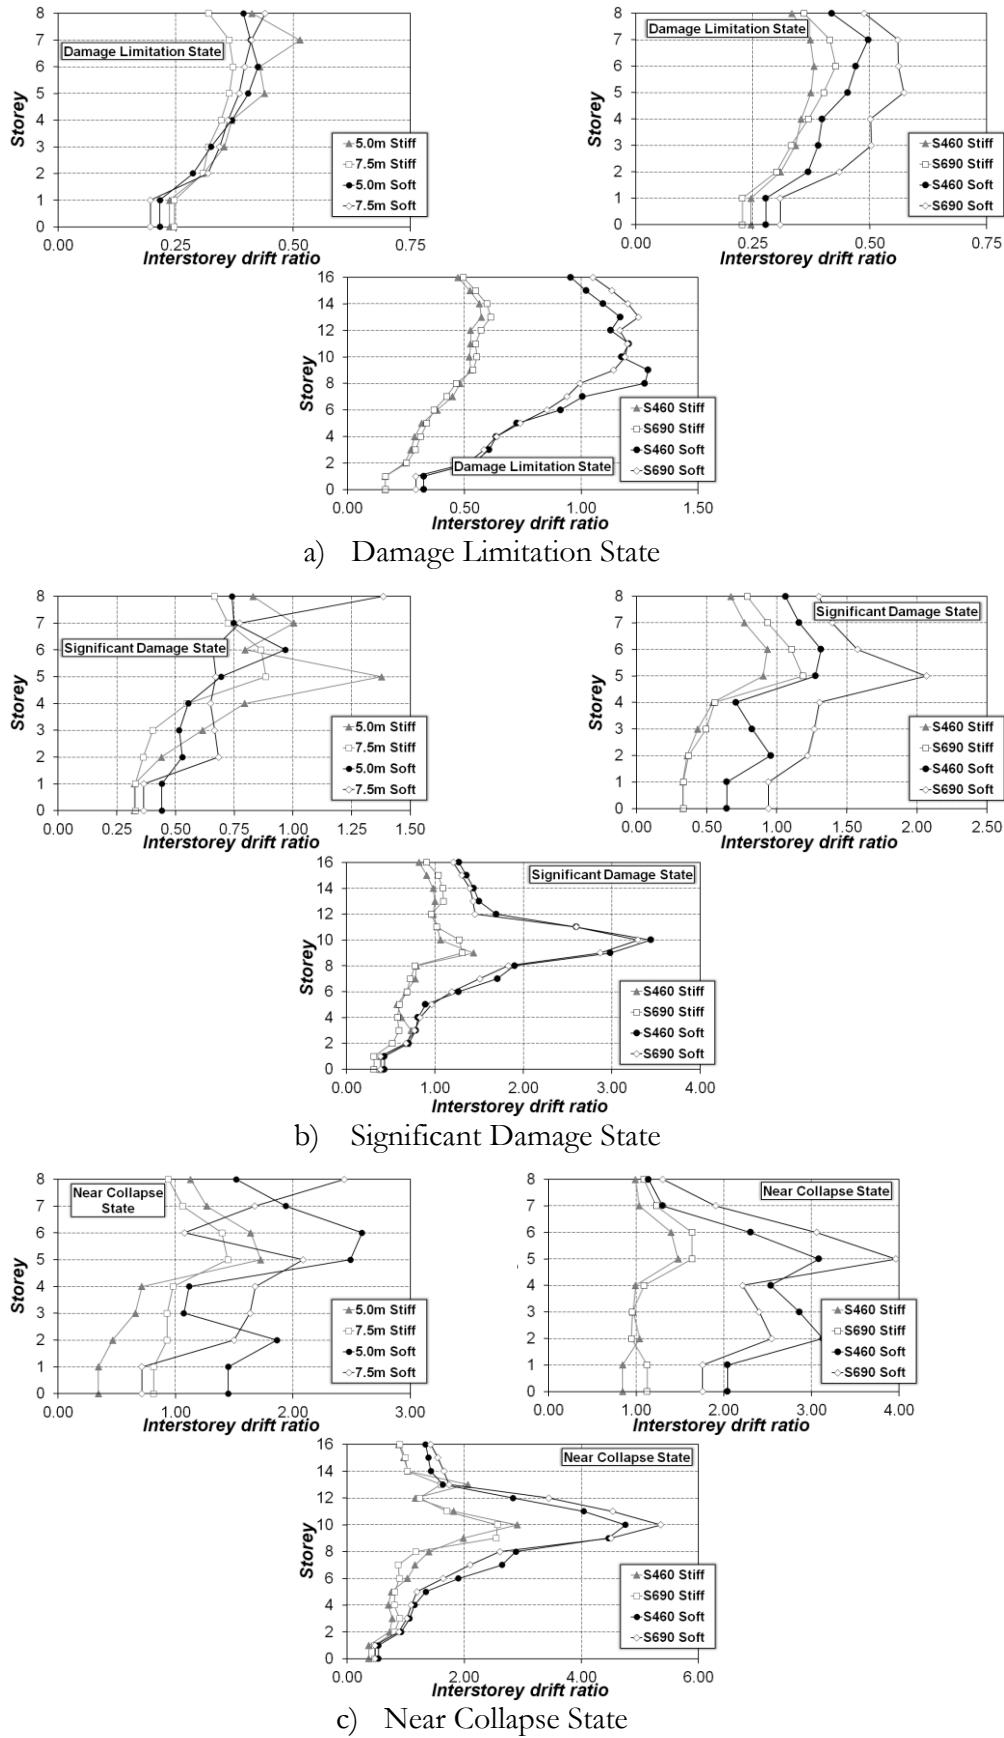 8
7
6
5
4
3
2
1
0
Storey
Damage Limitation State
5.0m Stiff
7.5m Stiff
5.0m Soft
7.5m Soft
0.00 0.25 0.50 0.75
Interstorey drift ratio
8
7
6
5
4
3
2
1
0
Storey
Damage Limitation State
S460 Stiff
S690 Stiff
S460 Soft
S690 Soft
0.00 0.25 0.50 0.75
Interstorey drift ratio
16
14
12
10
8
6
4
2
0
Storey
S460 Stiff
S690 Stiff
S460 Soft
S690 Soft
Damage Limitation State
0.00 0.50 1.00 1.50
Interstorey drift ratio
a) Damage Limitation State
8
7
6
5
4
3
2
1
0
Storey
Significant Damage State
5.0m Stiff
7.5m Stiff
5.0m Soft
7.5m Soft
0.00 0.25 0.50 0.75 1.00 1.25 1.50
Interstorey drift ratio
8
7
6
5
4
3
2
1
0
Storey
Significant Damage State
S460 Stiff
S690 Stiff
S460 Soft
S690 Soft
0.00 0.50 1.00 1.50 2.00 2.50
Interstorey drift ratio
16
14
12
10
8
6
4
2
0
Storey
Significant Damage State
S460 Stiff
S690 Stiff
S460 Soft
S690 Soft
0.00 1.00 2.00 3.00 4.00
Interstorey drift ratio
b) Significant Damage State
8
7
6
5
4
3
2
1
0
Storey
Near Collapse
State
5.0m Stiff
7.5m Stiff
5.0m Soft
7.5m Soft
0.00 1.00 2.00 3.00
Interstorey drift ratio
8
7
6
5
4
3
2
1
0
Near Collapse State
S460 Stiff
S690 Stiff
S460 Soft
S690 Soft
0.00 1.00 2.00 3.00 4.00
Interstorey drift ratio
16
14
12
10
8
6
4
2
0
Storey
Near Collapse State
S460 Stiff
S690 Stiff
S460 Soft
S690 Soft
0.00 2.00 4.00 6.00
Interstorey drift ratio
c) Near Collapse State